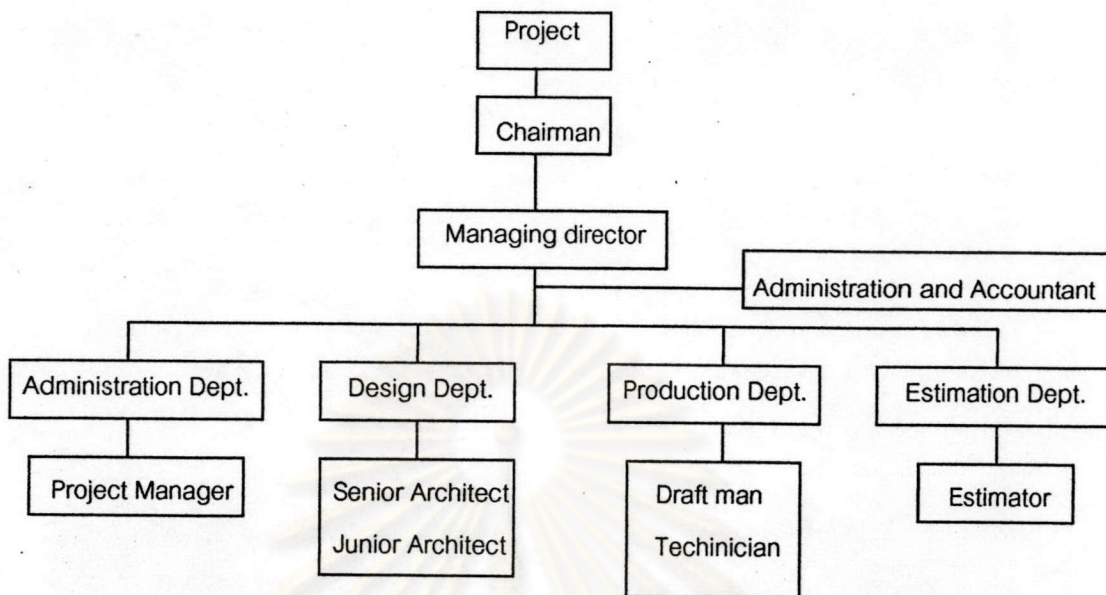 Project
Chairman
Managing director
Administration and Accountant
Administration Dept.
Design Dept.
Production Dept.
Estimation Dept.
Project Manager
Senior Architect
Junior Architect
Draft man
Techinician
Estimator